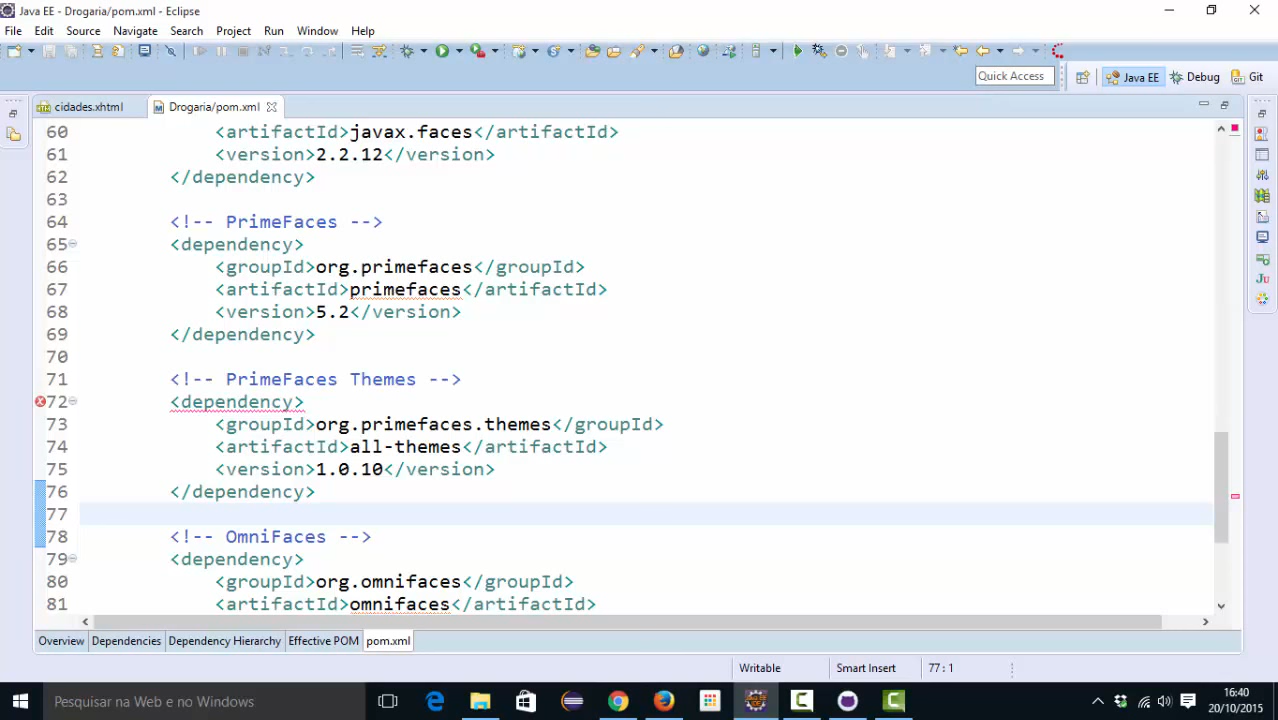 Java EE - Drogaria/pom.xml - Eclipse
File Edit Source Navigate Search Project Run Window Help
Quick Access Java EE Debug Git
cidades.xhtml Drogaria/pom.xml
60 <artifactId>javax.faces</artifactId>
61 <version>2.2.12</version>
62 </dependency>
63
64 <!-- PrimeFaces -->
65 <dependency>
66 <groupId>org.primefaces</groupId>
67 <artifactId>primefaces</artifactId>
68 <version>5.2</version>
69 </dependency>
70
71 <!-- PrimeFaces Themes -->
72 <dependency>
73 <groupId>org.primefaces.themes</groupId>
74 <artifactId>all-themes</artifactId>
75 <version>1.0.10</version>
76 </dependency>
77
78 <!-- OmniFaces -->
79 <dependency>
80 <groupId>org.omnifaces</groupId>
81 <artifactId>omnifaces</artifactId>
Overview Dependencies Dependency Hierarchy Effective POM pom.xml
Writable Smart Insert 77 : 1
Pesquisar na Web e no Windows
16:40
20/10/2015